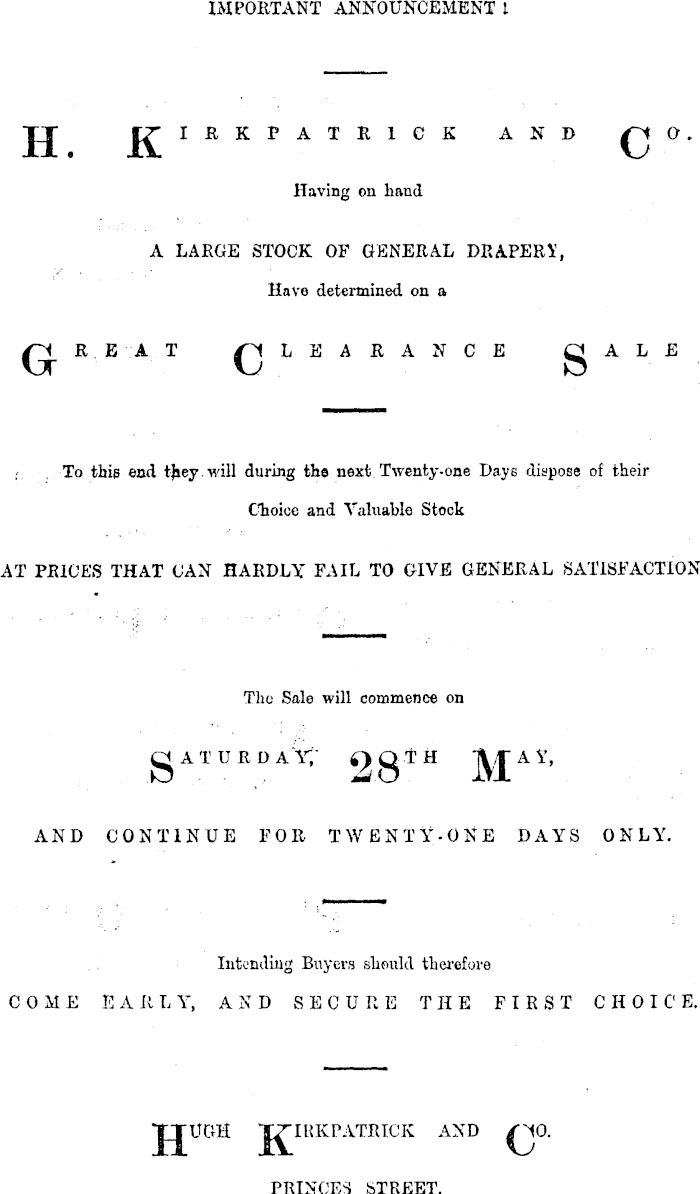 IMPORTANT ANNOUNCEMENT!
H. KIRKPATRICK AND CO.
Having on hand
A LARGE STOCK OF GENERAL DRAPERY,
Have determined on a
GREAT CLEARANCE SALE
To this end they will during the next Twenty-one Days dispose of their
Choice and Valuable Stock
AT PRICES THAT CAN HARDLY FAIL TO GIVE GENERAL SATISFACTION
The Sale will commence on
SATURDAY, 28TH MAY,
AND CONTINUE FOR TWENTY-ONE DAYS ONLY.
Intending Buyers should therefore
COME EARLY, AND SECURE THE FIRST CHOICE.
HUGH KIRKPATRICK AND CO.
PRINCES STREET.